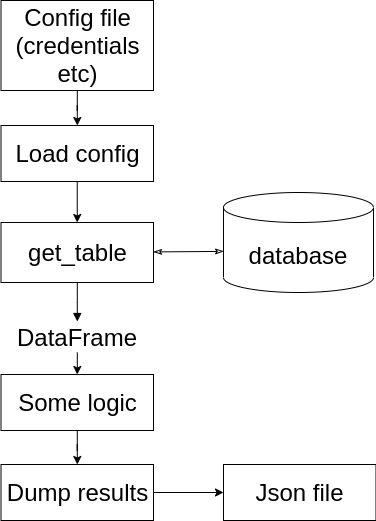 Config file
(credentials
etc)
Load config
get_table
database
DataFrame
Some logic
Dump results
Json file